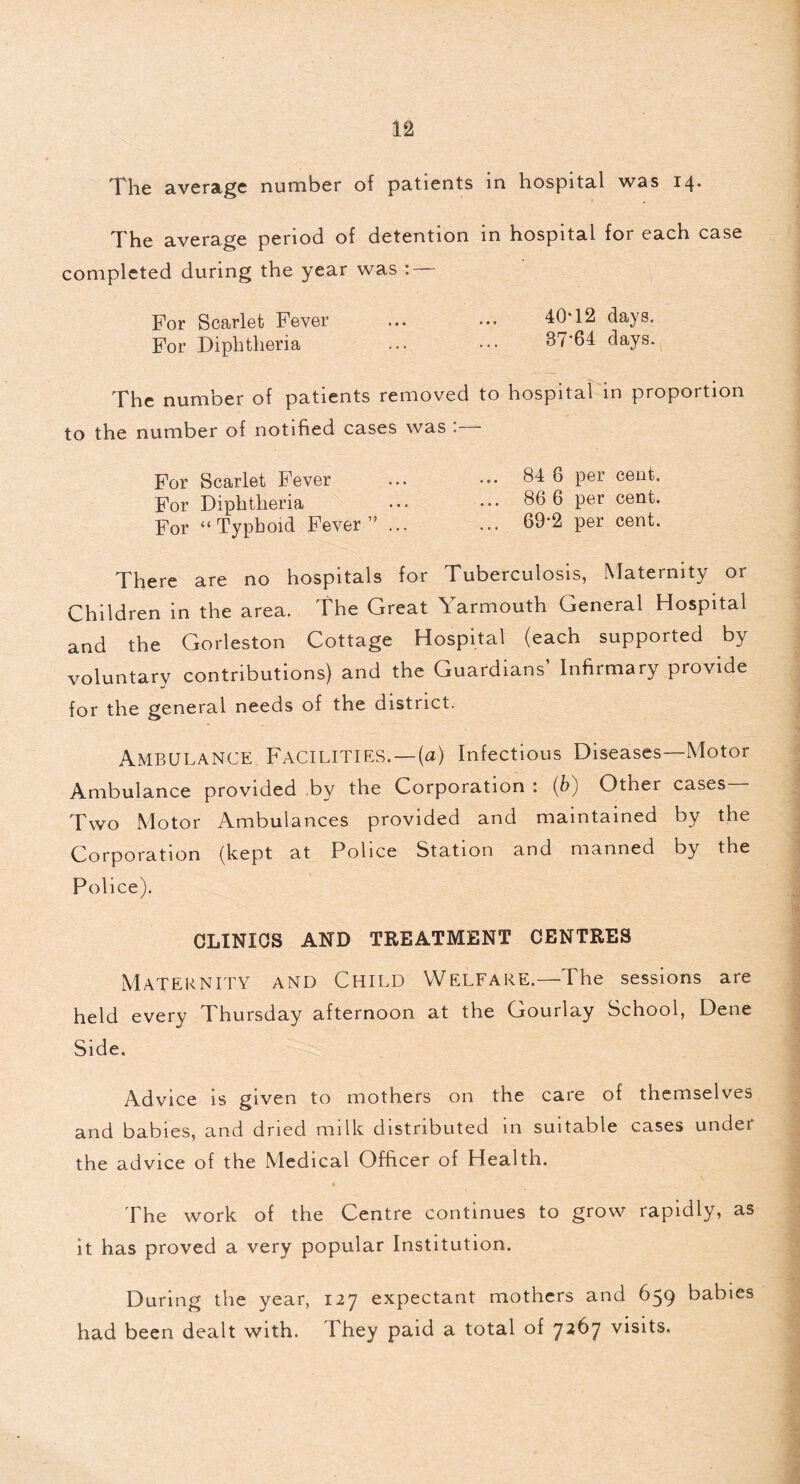 12
The average number of patients in hospital was 14.
The average period of detention in hospital for each case
completed during the year was :—
For Scarlet Fever ... ... 40·12 days.
For Diphtheria ... ... 37·64 days.
The number of patients removed to hospital in proportion
to the number of notified cases was :—
For Scarlet Fever ... ... 84 6 per cent.
For Diphtheria ... ... 86 6 per cent.
For “Typhoid Fever” ... ... 69·2 per cent.
There are no hospitals for Tuberculosis, Maternity or
Children in the area. The Great Yarmouth General Hospital
and the Gorleston Cottage Hospital (each supported by
voluntary contributions) and the Guardians’ Infirmary provide
for the general needs of the district.
AMBULANCE FACILITIES.—(a) Infectious Diseases—Motor
Ambulance provided by the Corporation : (b) Other cases—
Two Motor Ambulances provided and maintained by the
Corporation (kept at Police Station and manned by the
Police).
CLINICS AND TREATMENT CENTRES
MATERNITY AND CHILD WELFARE.—The sessions are
held every Thursday afternoon at the Gourlay School, Dene
Side.
Advice is given to mothers on the care of themselves
and babies, and dried milk distributed in suitable cases under
the advice of the Medical Officer of Health.
The work of the Centre continues to grow rapidly, as
it has proved a very popular Institution.
During the year, 127 expectant mothers and 659 babies
had been dealt with. They paid a total of 7267 visits.